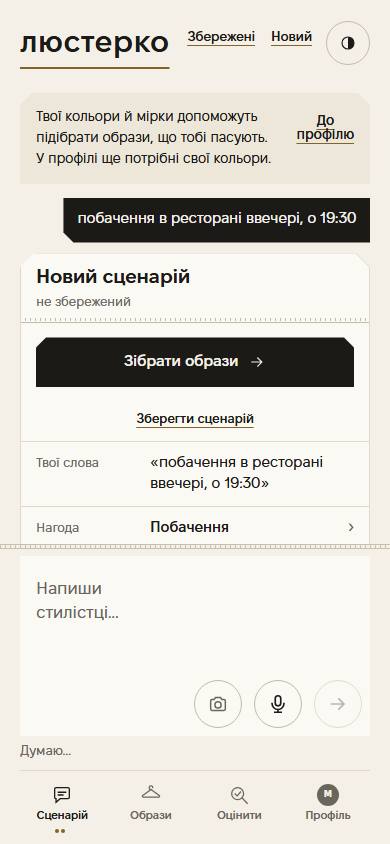 люстерко
Збережені
Новий
Твої кольори й мірки допоможуть
підібрати образи, що тобі пасують.
У профілі ще потрібні свої кольори.
До
профілю
побачення в ресторані ввечері, о 19:30
Новий сценарій
не збережений
Зібрати образи →
Зберегти сценарій
Твої слова
«побачення в ресторані
ввечері, о 19:30»
Нагода
Побачення
Напиши
стилістці...
Думаю...
Сценарій
Образи
Оцінити
М
Профіль